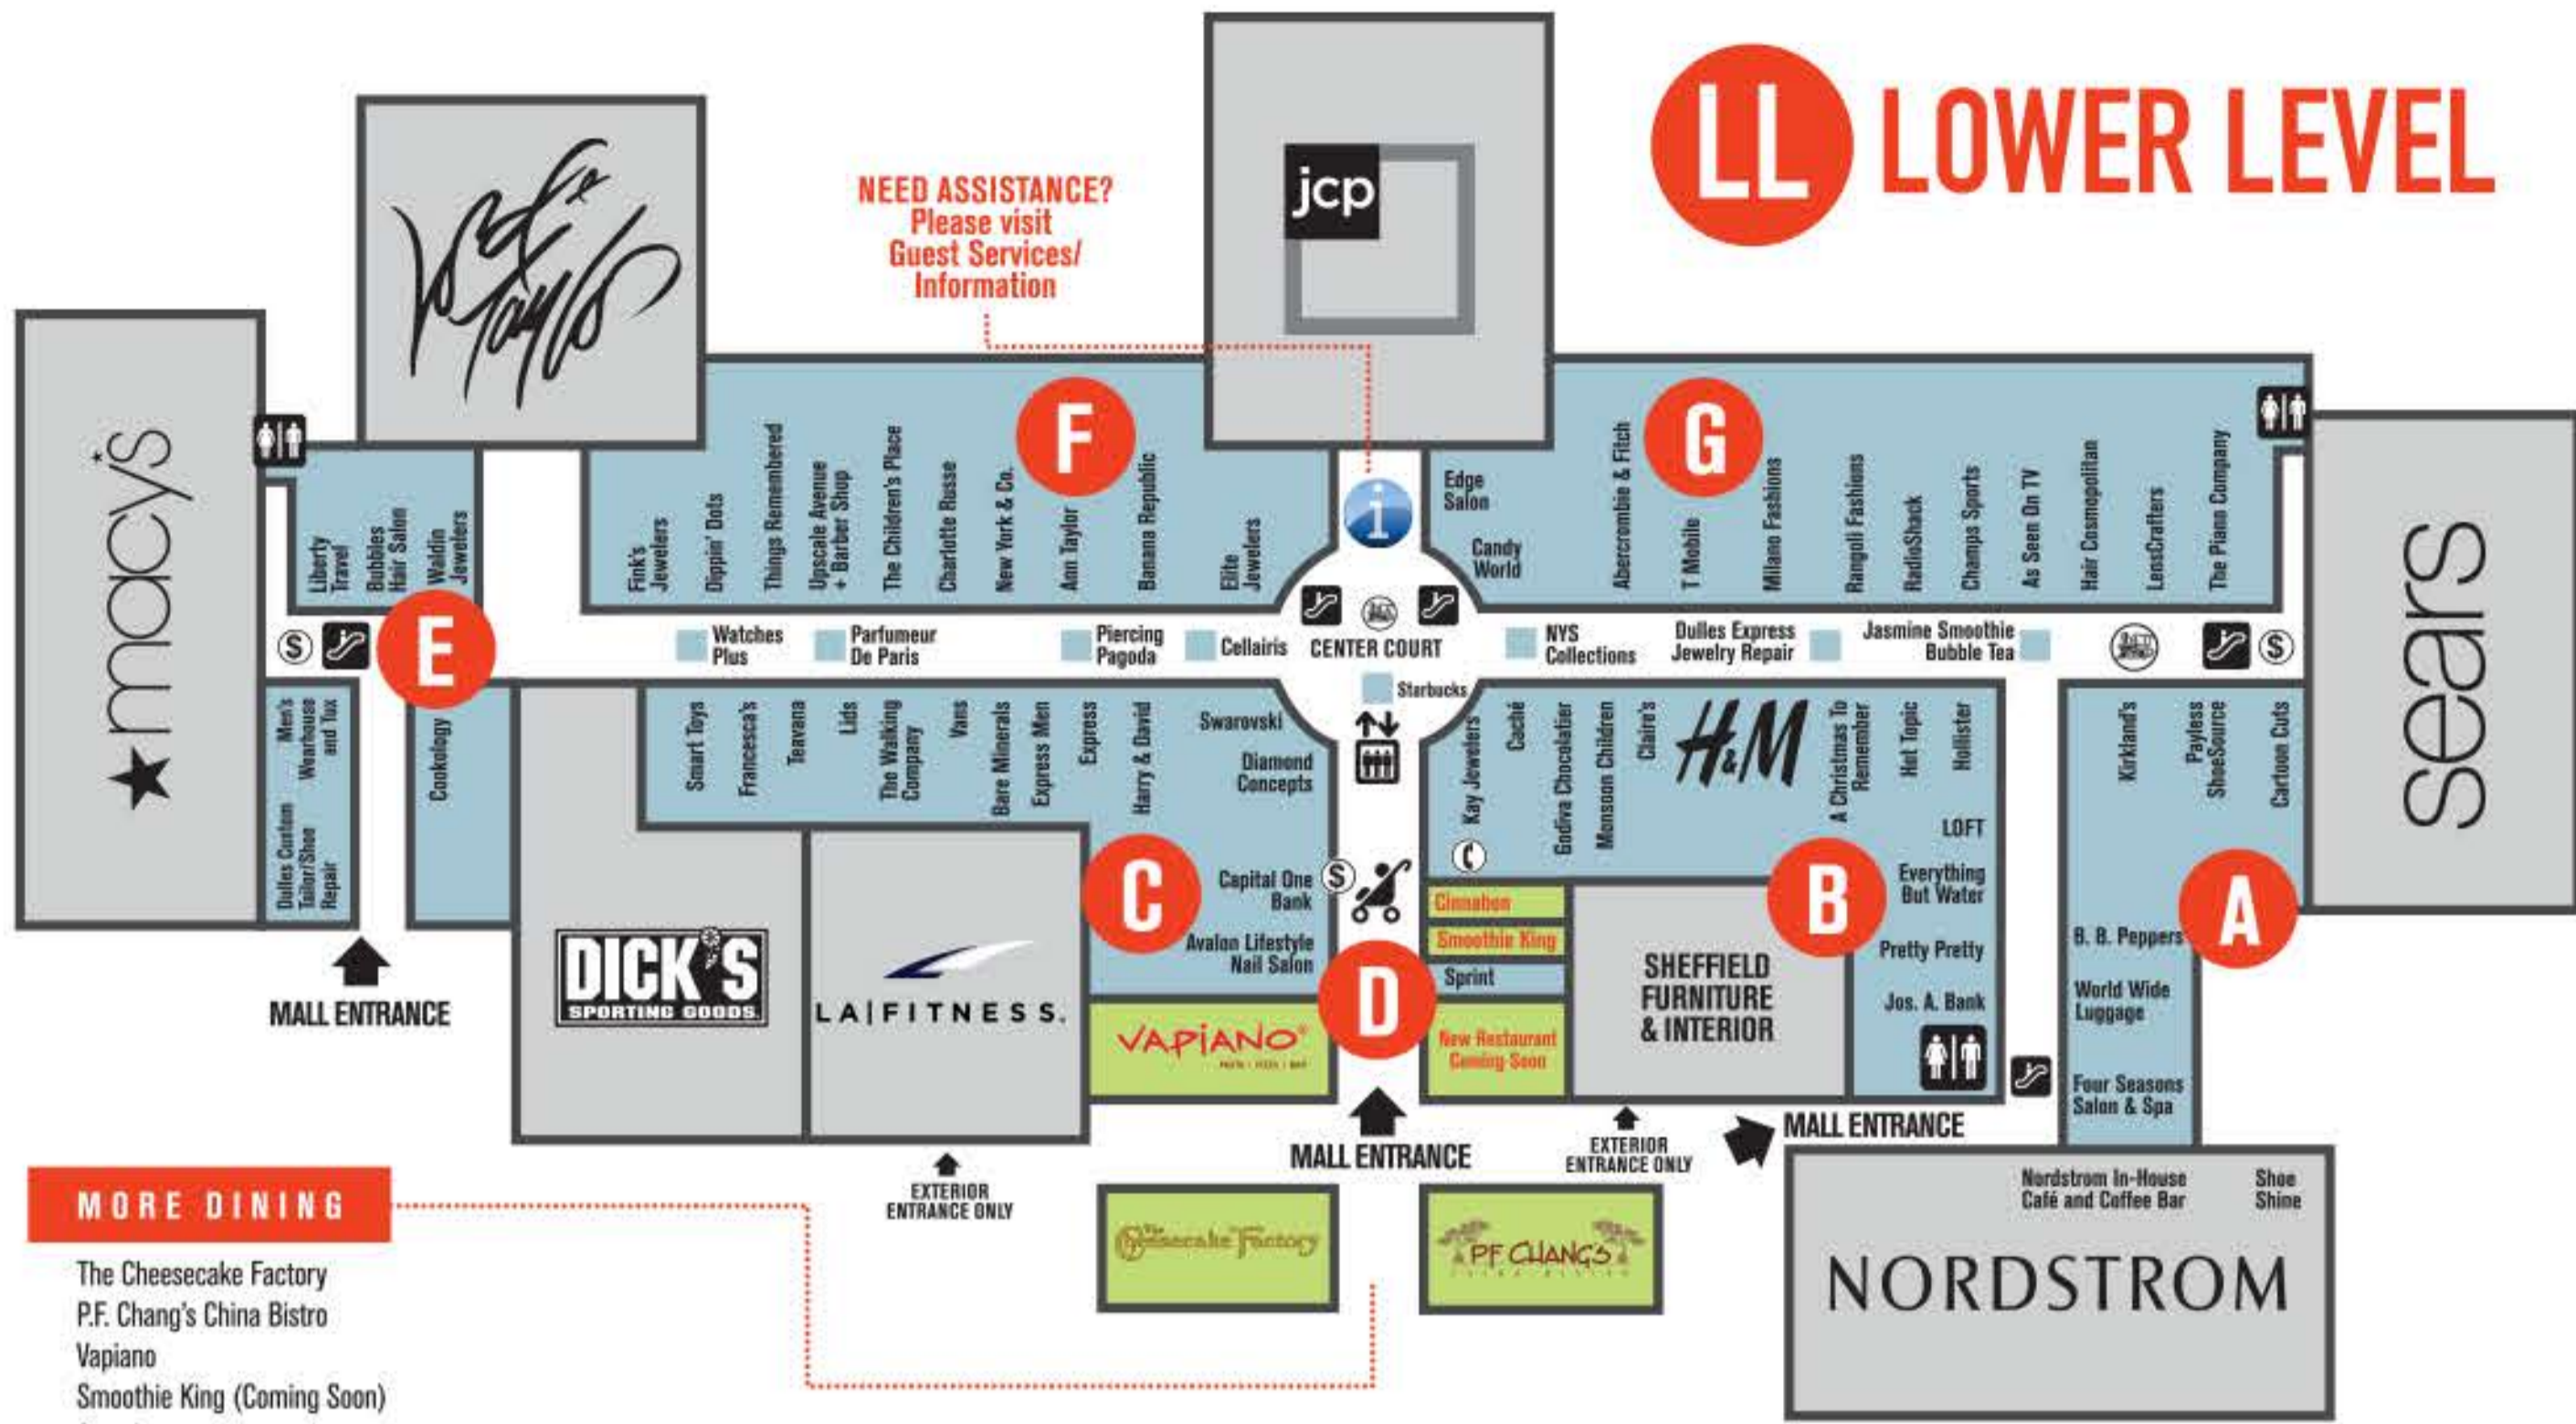 LL LOWER LEVEL
jcp
Lord & Taylor
NEED ASSISTANCE?
Please visit
Guest Services/
Information
macy's
sears
F
G
Liberty
Travel
Bubbles
Hair Salon
Waldin
Jewelers
Fink's
Jewelers
Dippin' Dots
Things Remembered
Upscale Avenue
+ Barber Shop
The Children's Place
Charlotte Russe
New York & Co.
Ann Taylor
Banana Republic
Elite
Jewelers
i
Edge
Salon
Candy
World
Abercrombie & Fitch
T Mobile
Milano Fashions
Rangoli Fashions
RadioShack
Champs Sports
As Seen On TV
Hair Cosmopolitan
LensCrafters
The Piano Company
$
E
Watches
Plus
Parfumeur
De Paris
Piercing
Pagoda
Cellairis
CENTER COURT
NYS
Collections
Dulles Express
Jewelry Repair
Jasmine Smoothie
Bubble Tea
$
Starbucks
Men's
Wearhouse
and Tux
Dulles Custom
Tailor/Shoe
Repair
Cookology
Smart Toys
Francesca's
Teavana
Lids
The Walking
Company
Vans
Bare Minerals
Express Men
Express
Harry & David
Swarovski
Diamond
Concepts
Capital One
Bank
$
Avalon Lifestyle
Nail Salon
C
D
Kay Jewelers
Caché
Godiva Chocolatier
Monsoon Children
Claire's
H&M
A Christmas To
Remember
Hot Topic
Hollister
LOFT
Everything
But Water
Pretty Pretty
Jos. A. Bank
B
Kirkland's
Payless
ShoeSource
Cartoon Cuts
A
B. B. Peppers
World Wide
Luggage
Four Seasons
Salon & Spa
Cinnabon
Smoothie King
Sprint
New Restaurant
Coming Soon
SHEFFIELD
FURNITURE
& INTERIOR
DICK'S
SPORTING GOODS
LA|FITNESS.
VAPIANO®
MALL ENTRANCE
MALL ENTRANCE
MALL ENTRANCE
EXTERIOR
ENTRANCE ONLY
EXTERIOR
ENTRANCE ONLY
The
Cheesecake Factory
P.F. CHANG'S
Nordstrom In-House
Café and Coffee Bar
Shoe
Shine
NORDSTROM
MORE DINING
The Cheesecake Factory
P.F. Chang's China Bistro
Vapiano
Smoothie King (Coming Soon)